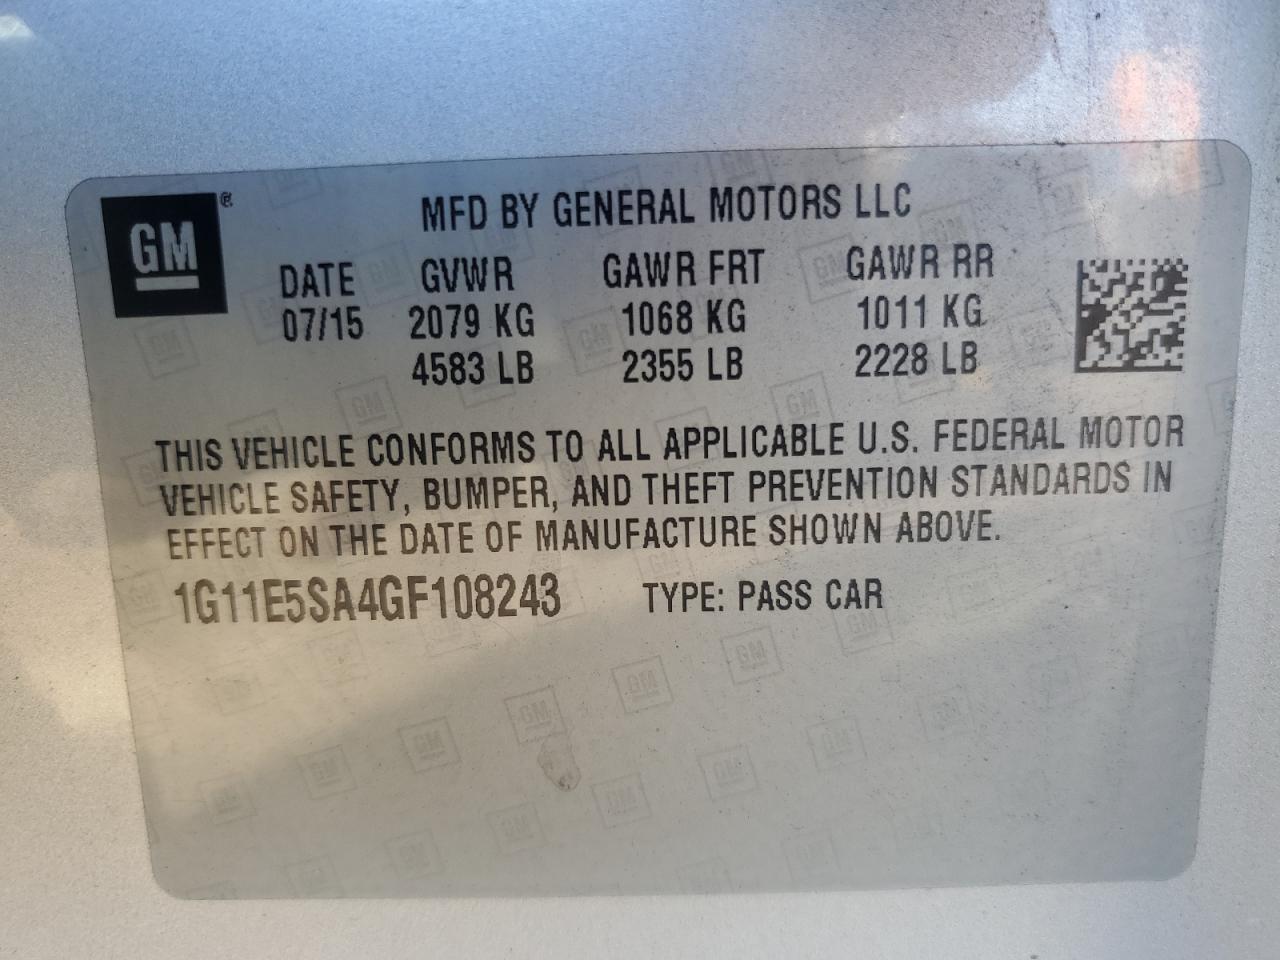 GM®
MFD BY GENERAL MOTORS LLC
DATE GVWR GAWR FRT GAWR RR
07/15 2079 KG 1068 KG 1011 KG
4583 LB 2355 LB 2228 LB
THIS VEHICLE CONFORMS TO ALL APPLICABLE U.S. FEDERAL MOTOR
VEHICLE SAFETY, BUMPER, AND THEFT PREVENTION STANDARDS IN
EFFECT ON THE DATE OF MANUFACTURE SHOWN ABOVE.
1G11E5SA4GF108243 TYPE: PASS CAR